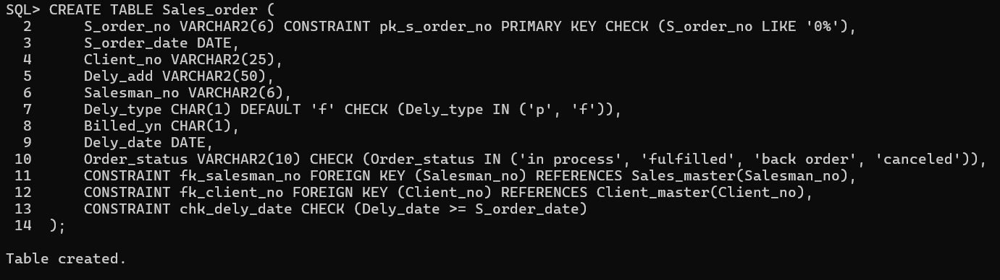 SQL> CREATE TABLE Sales_order (
  2      S_order_no VARCHAR2(6) CONSTRAINT pk_s_order_no PRIMARY KEY CHECK (S_order_no LIKE '0%'),
  3      S_order_date DATE,
  4      Client_no VARCHAR2(25),
  5      Dely_add VARCHAR2(50),
  6      Salesman_no VARCHAR2(6),
  7      Dely_type CHAR(1) DEFAULT 'f' CHECK (Dely_type IN ('p', 'f')),
  8      Billed_yn CHAR(1),
  9      Dely_date DATE,
 10      Order_status VARCHAR2(10) CHECK (Order_status IN ('in process', 'fulfilled', 'back order', 'canceled')),
 11      CONSTRAINT fk_salesman_no FOREIGN KEY (Salesman_no) REFERENCES Sales_master(Salesman_no),
 12      CONSTRAINT fk_client_no FOREIGN KEY (Client_no) REFERENCES Client_master(Client_no),
 13      CONSTRAINT chk_dely_date CHECK (Dely_date >= S_order_date)
 14  );
Table created.